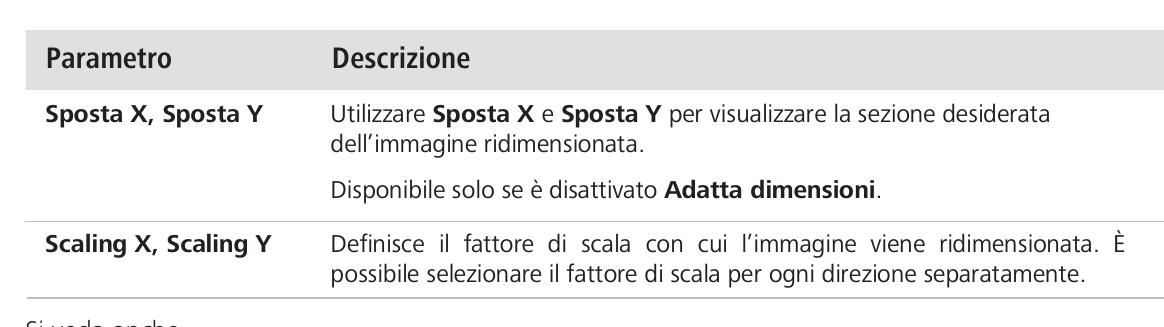 Parametro Descrizione
Sposta X, Sposta Y Utilizzare Sposta X e Sposta Y per visualizzare la sezione desiderata
dell’immagine ridimensionata.
Disponibile solo se è disattivato Adatta dimensioni.
Scaling X, Scaling Y Definisce il fattore di scala con cui l’immagine viene ridimensionata. È
possibile selezionare il fattore di scala per ogni direzione separatamente.
Si veda anche